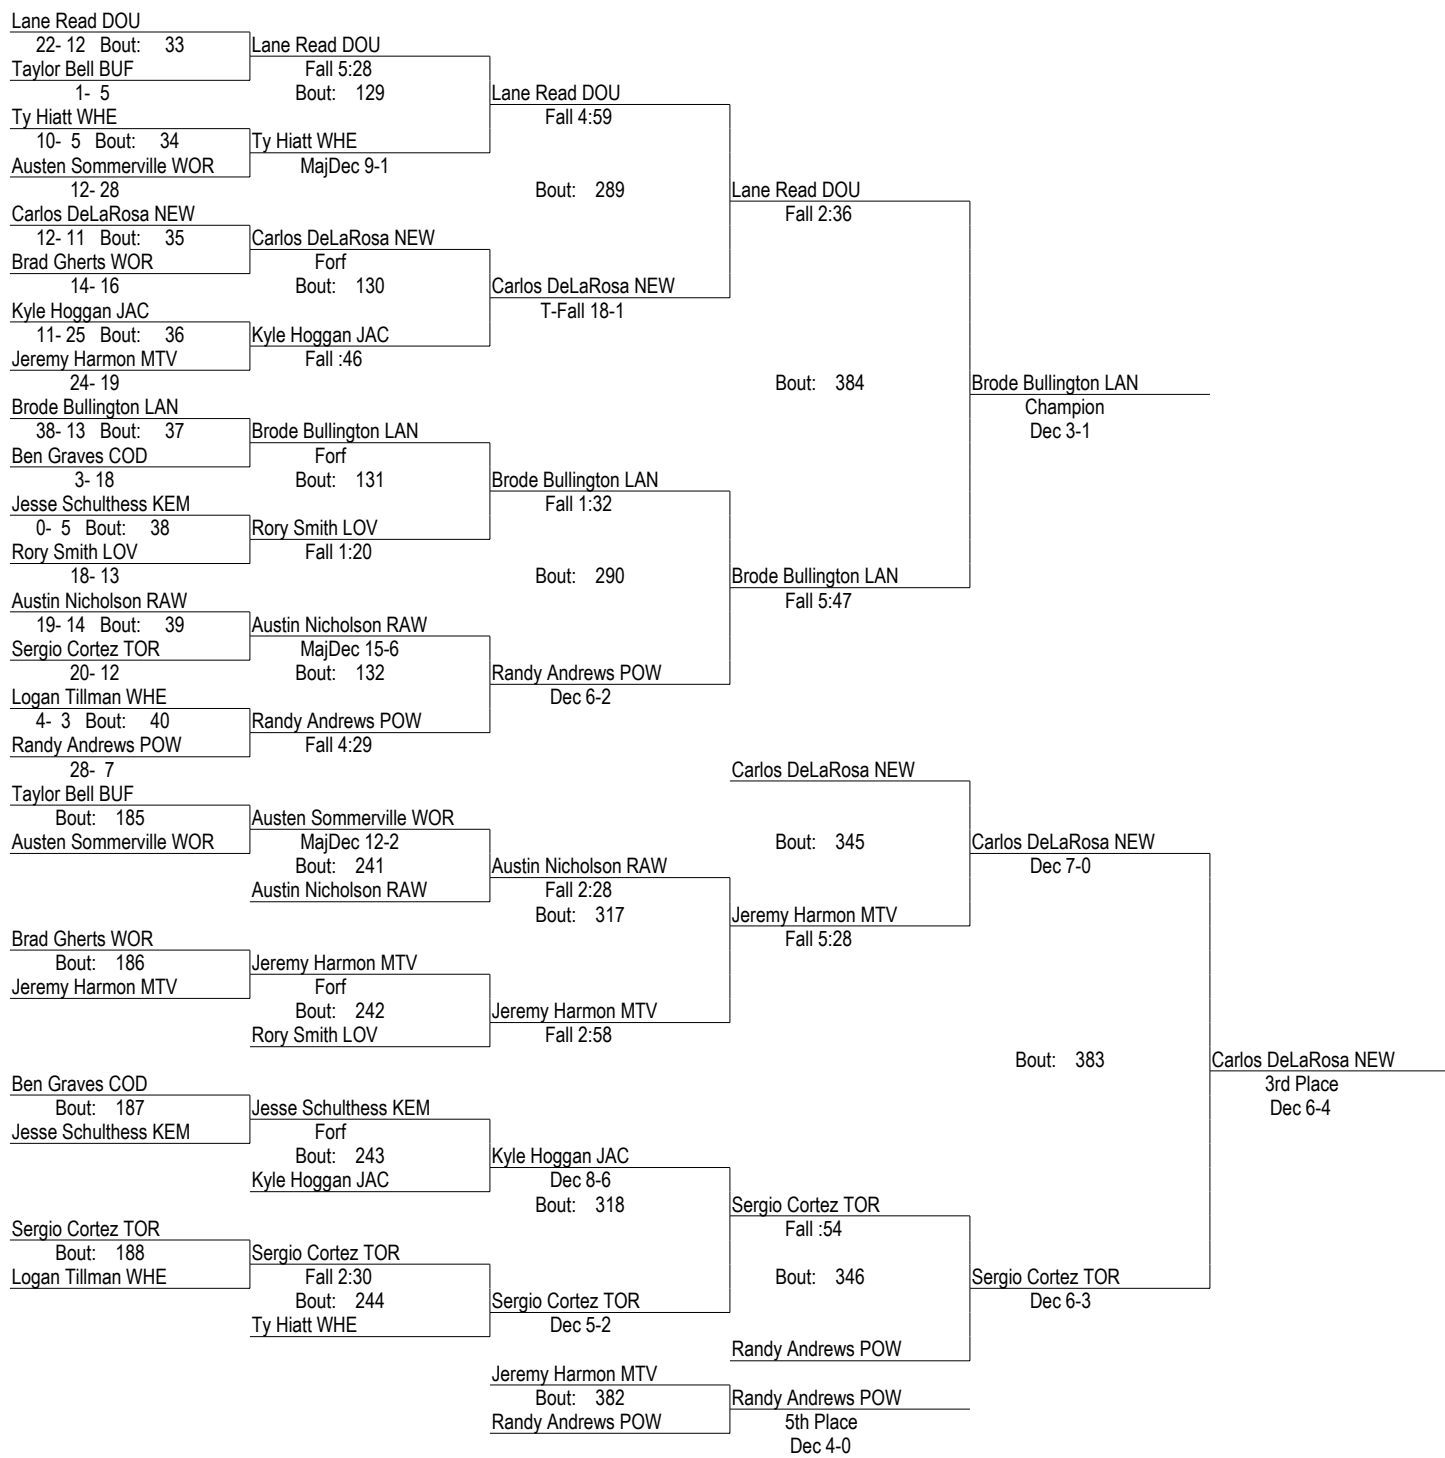 Lane Read DOU
22- 12 Bout: 33
Lane Read DOU
Taylor Bell BUF
Fall 5:28
1- 5
Bout: 129
Lane Read DOU
Ty Hiatt WHE
Fall 4:59
10- 5 Bout: 34
Ty Hiatt WHE
Austen Sommerville WOR
MajDec 9-1
12- 28
Bout: 289
Lane Read DOU
Carlos DeLaRosa NEW
Fall 2:36
12- 11 Bout: 35
Carlos DeLaRosa NEW
Brad Gherts WOR
Forf
14- 16
Bout: 130
Carlos DeLaRosa NEW
Kyle Hoggan JAC
T-Fall 18-1
11- 25 Bout: 36
Kyle Hoggan JAC
Jeremy Harmon MTV
Fall :46
24- 19
Bout: 384
Brode Bullington LAN
Brode Bullington LAN
Champion
38- 13 Bout: 37
Brode Bullington LAN
Dec 3-1
Ben Graves COD
Forf
3- 18
Bout: 131
Brode Bullington LAN
Jesse Schulthess KEM
Fall 1:32
0- 5 Bout: 38
Rory Smith LOV
Rory Smith LOV
Fall 1:20
18- 13
Bout: 290
Brode Bullington LAN
Austin Nicholson RAW
Fall 5:47
19- 14 Bout: 39
Austin Nicholson RAW
Sergio Cortez TOR
MajDec 15-6
20- 12
Bout: 132
Randy Andrews POW
Logan Tillman WHE
Dec 6-2
4- 3 Bout: 40
Randy Andrews POW
Randy Andrews POW
Fall 4:29
28- 7
Carlos DeLaRosa NEW
Taylor Bell BUF
Bout: 185
Austen Sommerville WOR
Austen Sommerville WOR
MajDec 12-2
Bout: 345
Carlos DeLaRosa NEW
Bout: 241
Austin Nicholson RAW
Dec 7-0
Austin Nicholson RAW
Fall 2:28
Bout: 317
Jeremy Harmon MTV
Brad Gherts WOR
Fall 5:28
Bout: 186
Jeremy Harmon MTV
Jeremy Harmon MTV
Forf
Bout: 242
Jeremy Harmon MTV
Rory Smith LOV
Fall 2:58
Bout: 383
Carlos DeLaRosa NEW
Ben Graves COD
3rd Place
Bout: 187
Jesse Schulthess KEM
Dec 6-4
Jesse Schulthess KEM
Forf
Bout: 243
Kyle Hoggan JAC
Kyle Hoggan JAC
Dec 8-6
Bout: 318
Sergio Cortez TOR
Sergio Cortez TOR
Fall :54
Bout: 188
Sergio Cortez TOR
Logan Tillman WHE
Fall 2:30
Bout: 346
Sergio Cortez TOR
Bout: 244
Sergio Cortez TOR
Dec 6-3
Ty Hiatt WHE
Dec 5-2
Randy Andrews POW
Jeremy Harmon MTV
Bout: 382
Randy Andrews POW
Randy Andrews POW
5th Place
Dec 4-0